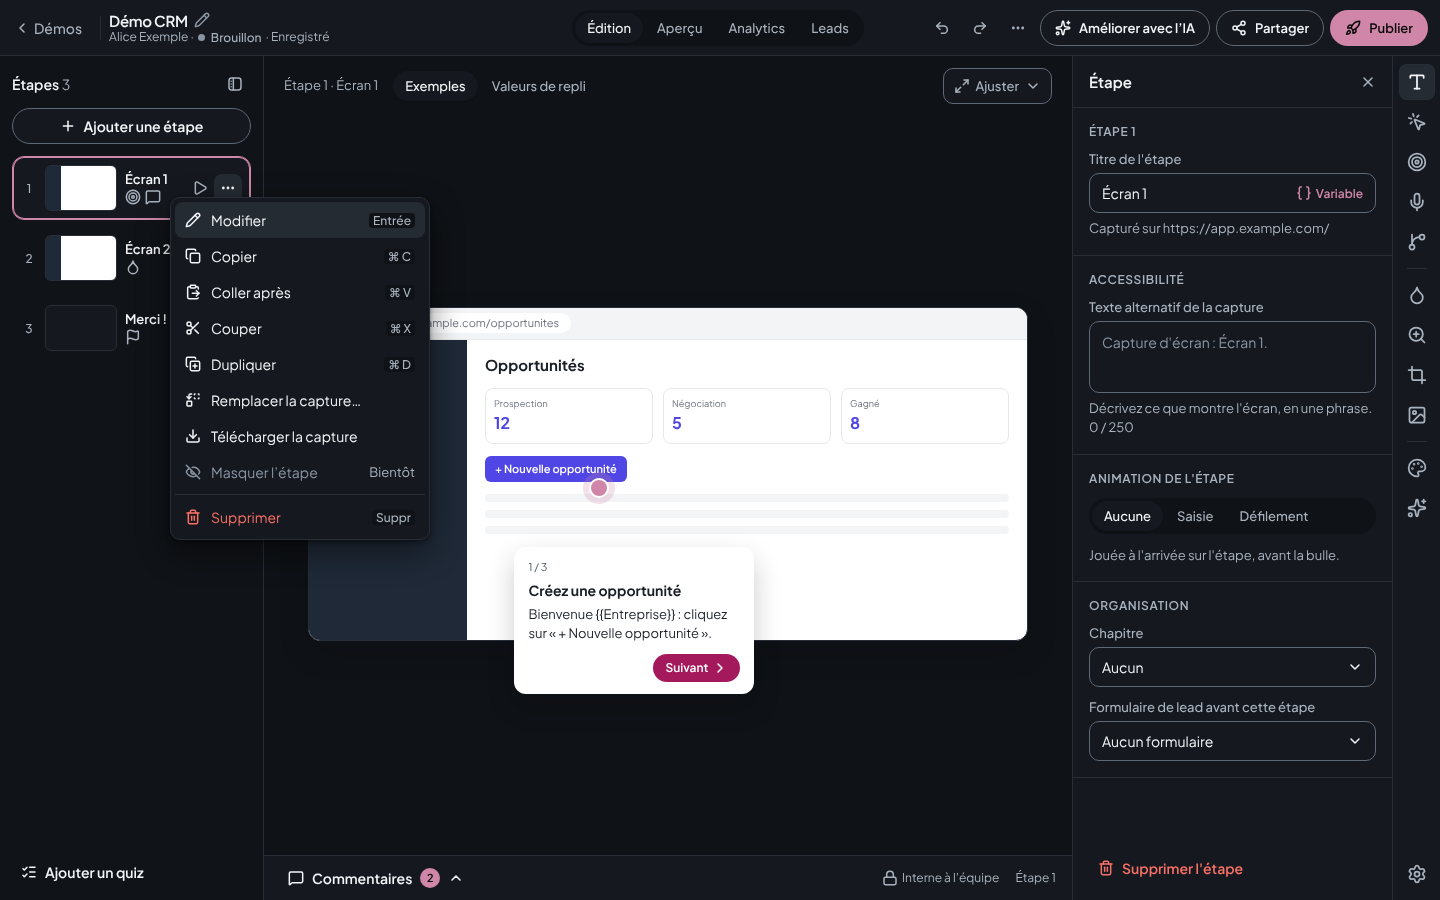 Démos
Démo CRM
Alice Exemple · Brouillon · Enregistré
Édition
Aperçu
Analytics
Leads
Améliorer avec l'IA
Partager
Publier
Étapes 3
Ajouter une étape
1
Écran 1
2
Écran 2
3
Merci !
Modifier Entrée
Copier ⌘ C
Coller après ⌘ V
Couper ⌘ X
Dupliquer ⌘ D
Remplacer la capture…
Télécharger la capture
Masquer l'étape Bientôt
Supprimer Suppr
Ajouter un quiz
Étape 1 · Écran 1
Exemples
Valeurs de repli
Ajuster
mple.com/opportunites
Opportunités
Prospection
12
Négociation
5
Gagné
8
+ Nouvelle opportunité
1 / 3
Créez une opportunité
Bienvenue {{Entreprise}} : cliquez
sur « + Nouvelle opportunité ».
Suivant
Commentaires 2
Interne à l'équipe
Étape 1
Étape
ÉTAPE 1
Titre de l'étape
Écran 1
{} Variable
Capturé sur https://app.example.com/
ACCESSIBILITÉ
Texte alternatif de la capture
Capture d'écran : Écran 1.
Décrivez ce que montre l'écran, en une phrase.
0 / 250
ANIMATION DE L'ÉTAPE
Aucune
Saisie
Défilement
Jouée à l'arrivée sur l'étape, avant la bulle.
ORGANISATION
Chapitre
Aucun
Formulaire de lead avant cette étape
Aucun formulaire
Supprimer l'étape